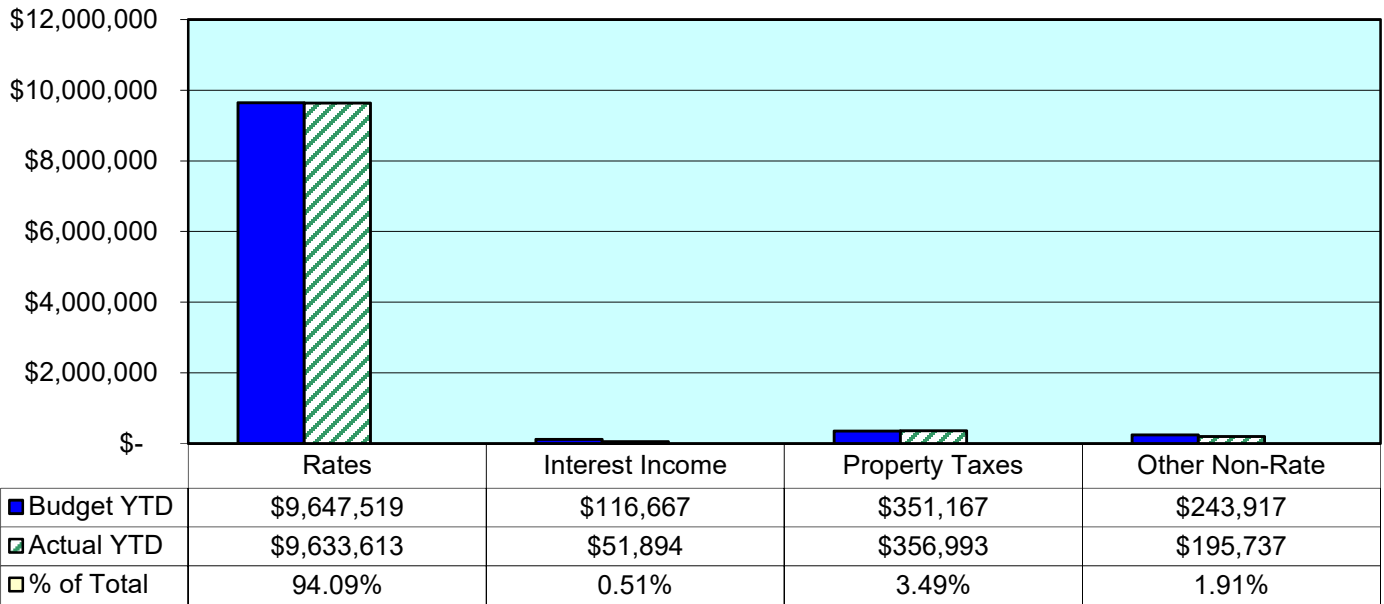 $12,000,000
$10,000,000
$8,000,000
$6,000,000
$4,000,000
$2,000,000
$-
Rates Interest Income Property Taxes Other Non-Rate
Budget YTD $9,647,519 $116,667 $351,167 $243,917
Actual YTD $9,633,613 $51,894 $356,993 $195,737
% of Total 94.09% 0.51% 3.49% 1.91%